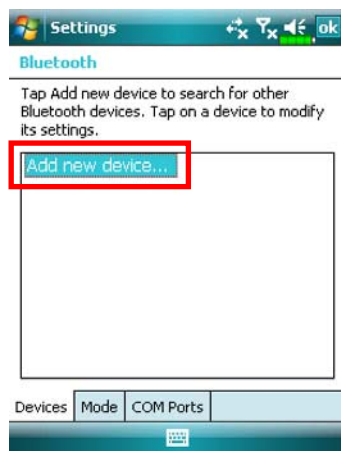 Settings
ok
Bluetooth
Tap Add new device to search for other
Bluetooth devices. Tap on a device to modify
its settings.
Add new device...
Devices Mode COM Ports